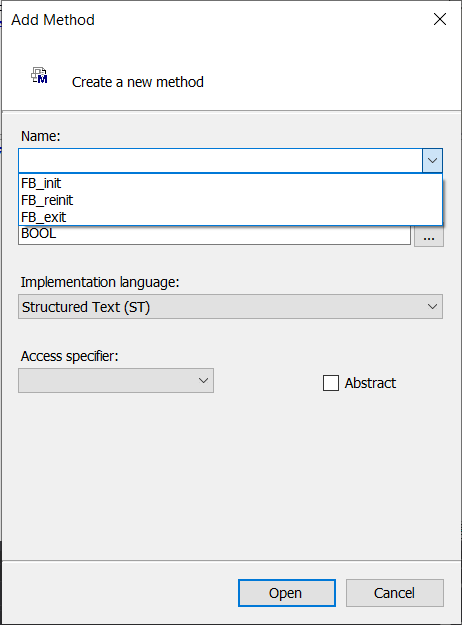 Add Method
Create a new method
Name:
FB_init
FB_reinit
FB_exit
BOOL
...
Implementation language:
Structured Text (ST)
Access specifier:
Abstract
Open
Cancel